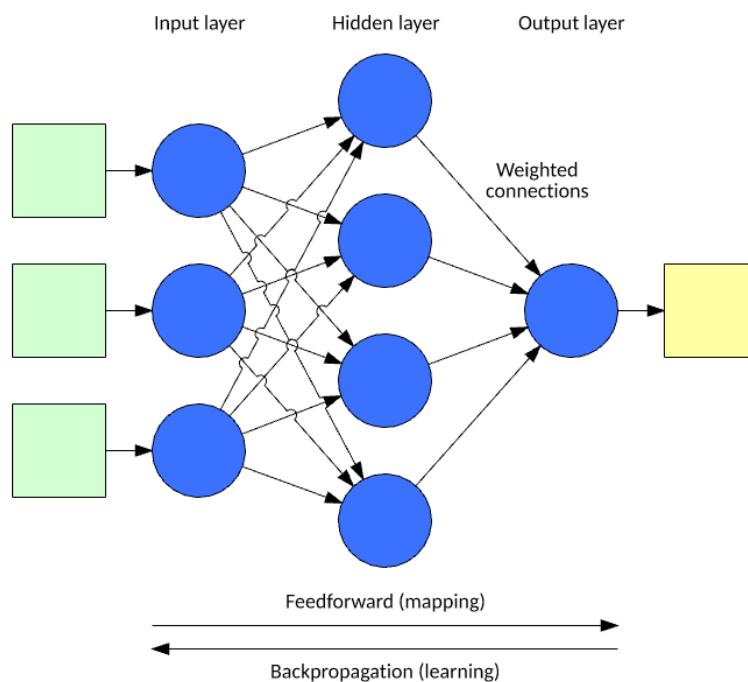 Input layer
Hidden layer
Output layer
Weighted
connections
Feedforward (mapping)
Backpropagation (learning)